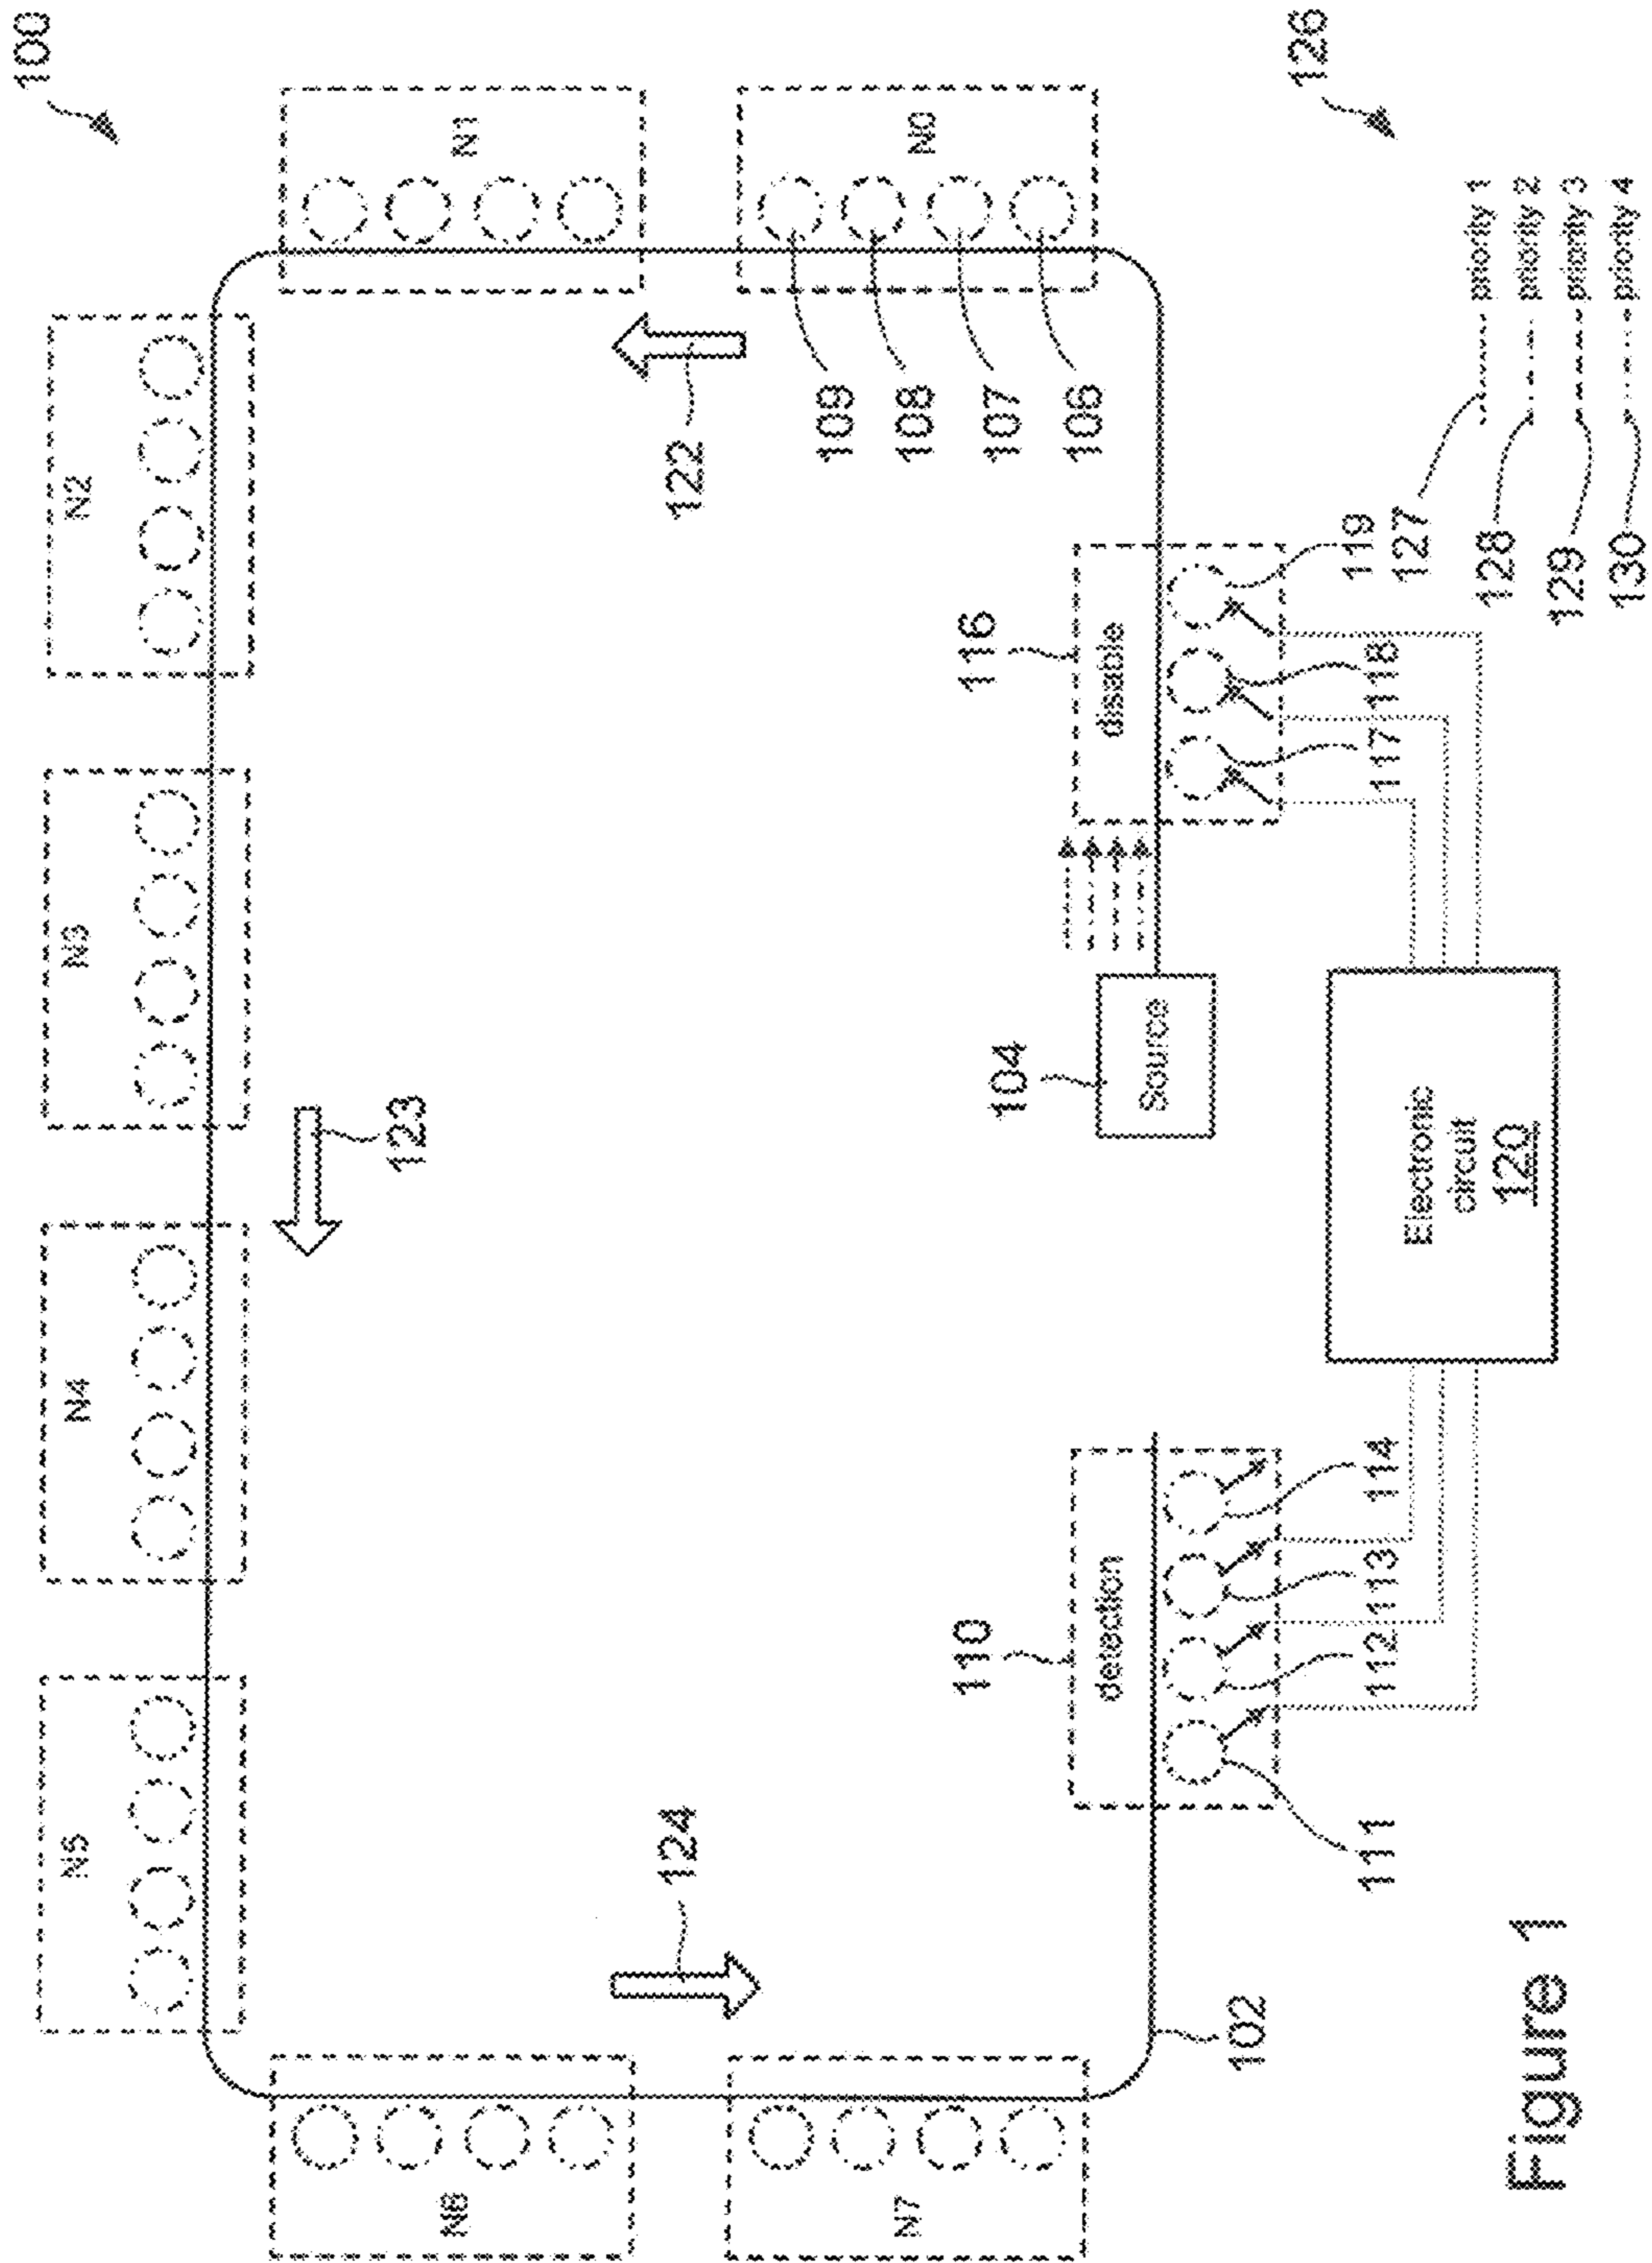 100
N5
N4
N3
N2
123
N6
N1
124
122
109
N7
N0
108
110
116
107
104
106
detection
disable
Source
102
126
111
112
113
114
117
118
119
Electronic
circuit
120
127
priority 1
128
priority 2
129
priority 3
130
priority 4
Figure 1